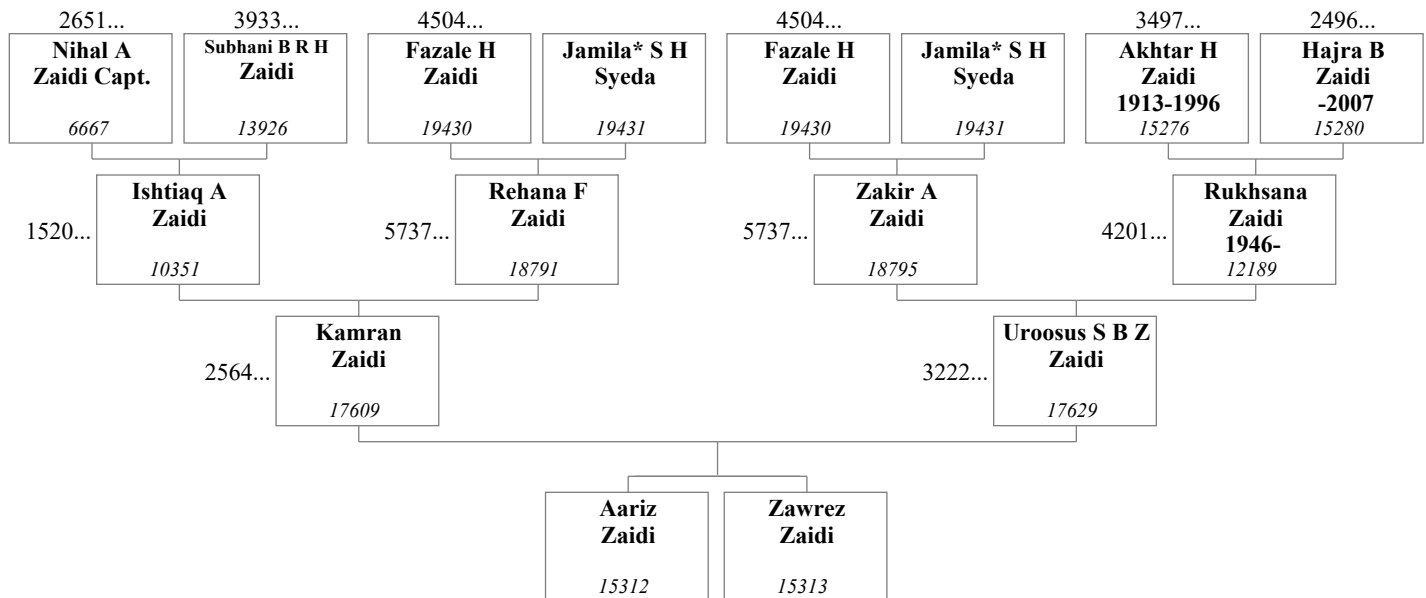 2651... 3933... 4504... 4504... 3497... 2496...
Nihal A
Zaidi Capt.
6667
Subhani B R H
Zaidi
13926
Fazale H
Zaidi
19430
Jamila* S H
Syeda
19431
Fazale H
Zaidi
19430
Jamila* S H
Syeda
19431
Akhtar H
Zaidi
1913-1996
15276
Hajra B
Zaidi
-2007
15280
1520...
Ishtiaq A
Zaidi
10351
5737...
Rehana F
Zaidi
18791
5737...
Zakir A
Zaidi
18795
4201...
Rukhsana
Zaidi
1946-
12189
2564...
Kamran
Zaidi
17609
3222...
Uroosus S B Z
Zaidi
17629
Aariz
Zaidi
15312
Zawrez
Zaidi
15313